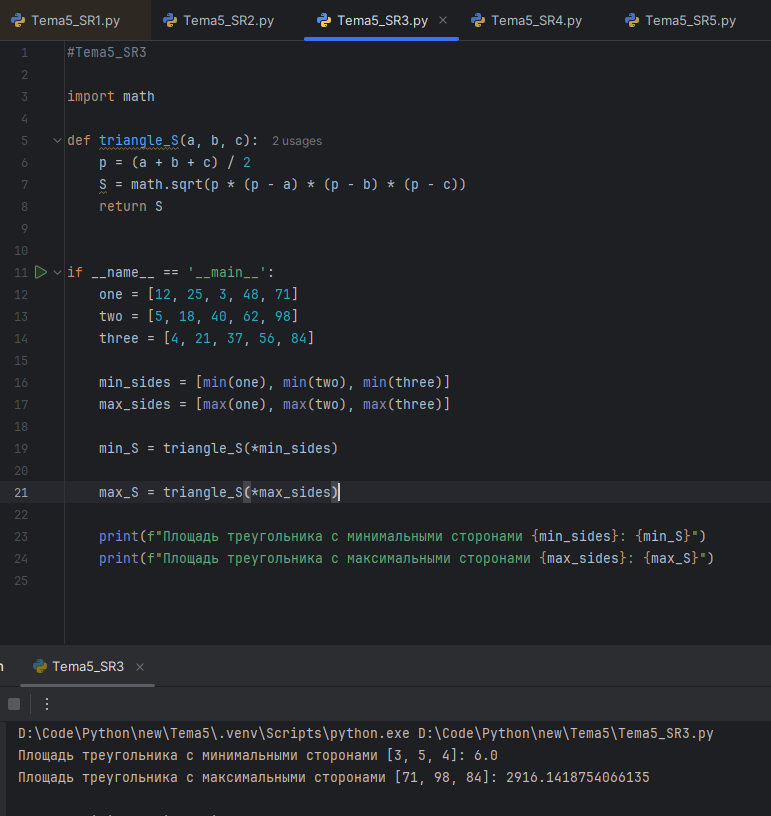 Tema5_SR1.py Tema5_SR2.py Tema5_SR3.py × Tema5_SR4.py Tema5_SR5.py
1 #Tema5_SR3
2
3 import math
4
5 def triangle_S(a, b, c): 2 usages
6 p = (a + b + c) / 2
7 S = math.sqrt(p * (p - a) * (p - b) * (p - c))
8 return S
9
10
11 if __name__ == '__main__':
12 one = [12, 25, 3, 48, 71]
13 two = [5, 18, 40, 62, 98]
14 three = [4, 21, 37, 56, 84]
15
16 min_sides = [min(one), min(two), min(three)]
17 max_sides = [max(one), max(two), max(three)]
18
19 min_S = triangle_S(*min_sides)
20
21 max_S = triangle_S(*max_sides)
22
23 print(f"Площадь треугольника с минимальными сторонами {min_sides}: {min_S}")
24 print(f"Площадь треугольника с максимальными сторонами {max_sides}: {max_S}")
25
Tema5_SR3 ×
D:\Code\Python\new\Tema5\.venv\Scripts\python.exe D:\Code\Python\new\Tema5\Tema5_SR3.py
Площадь треугольника с минимальными сторонами [3, 5, 4]: 6.0
Площадь треугольника с максимальными сторонами [71, 98, 84]: 2916.1418754066135